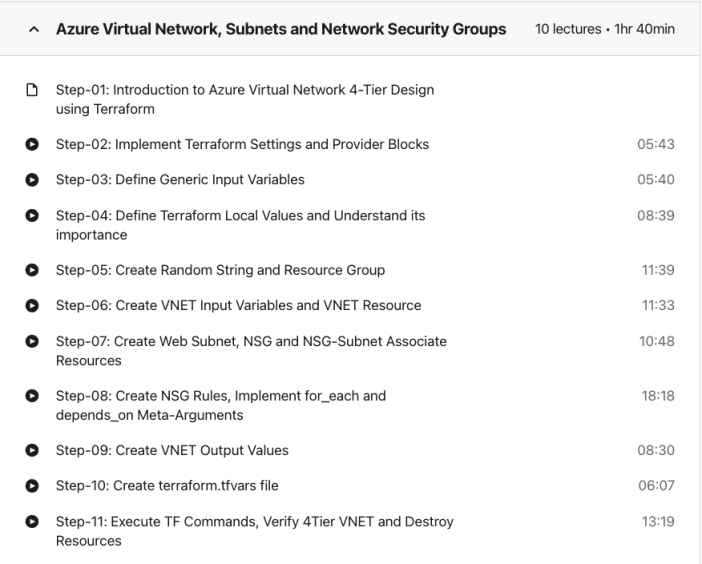 Azure Virtual Network, Subnets and Network Security Groups 10 lectures • 1hr 40min
Step-01: Introduction to Azure Virtual Network 4-Tier Design
using Terraform
Step-02: Implement Terraform Settings and Provider Blocks 05:43
Step-03: Define Generic Input Variables 05:40
Step-04: Define Terraform Local Values and Understand its 08:39
importance
Step-05: Create Random String and Resource Group 11:39
Step-06: Create VNET Input Variables and VNET Resource 11:33
Step-07: Create Web Subnet, NSG and NSG-Subnet Associate 10:48
Resources
Step-08: Create NSG Rules, Implement for_each and 18:18
depends_on Meta-Arguments
Step-09: Create VNET Output Values 08:30
Step-10: Create terraform.tfvars file 06:07
Step-11: Execute TF Commands, Verify 4Tier VNET and Destroy 13:19
Resources